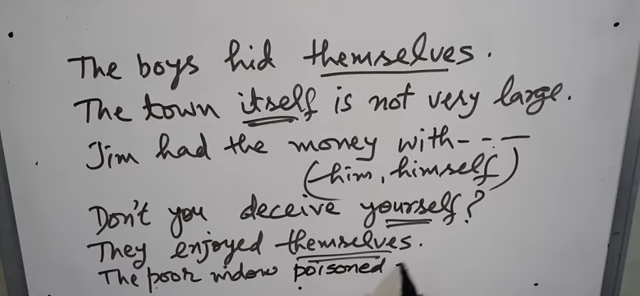 The boys hid themselves.
The town itself is not very large.
Jim had the money with----
(him, himself)
Don't you deceive yourself?
They enjoyed themselves.
The poor widow poisoned